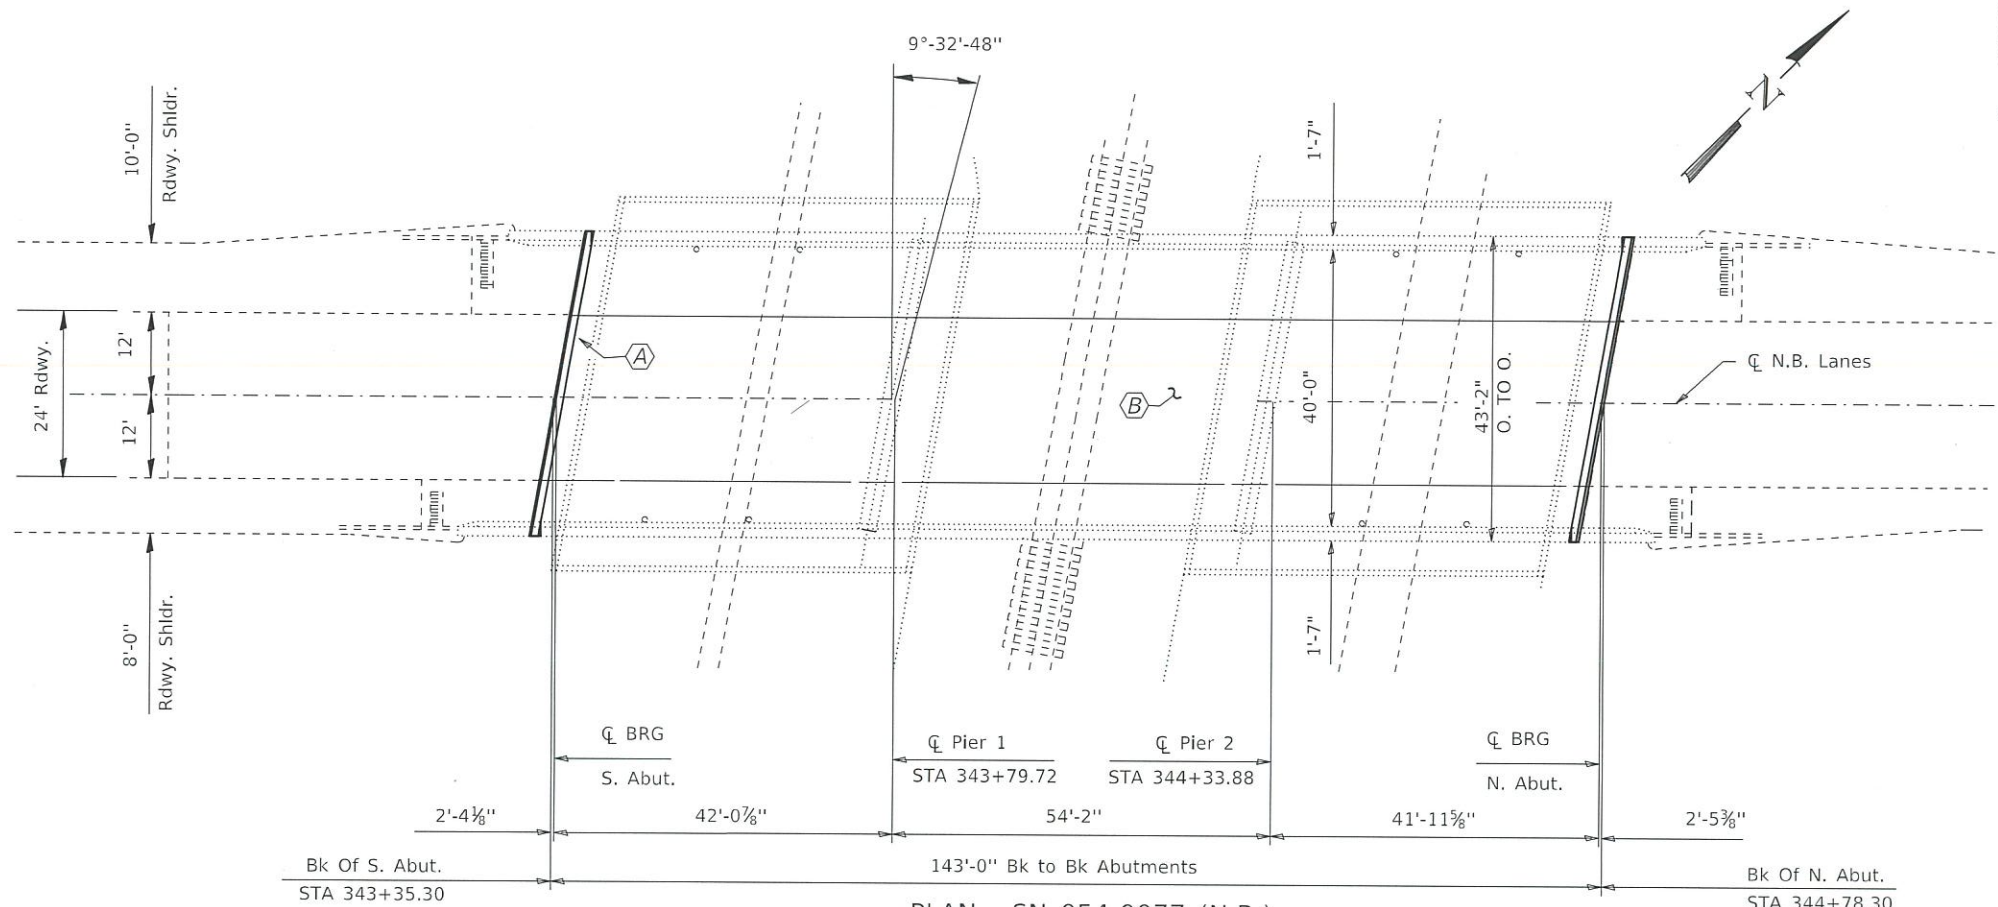 9°-32'-48"
N
10'-0"
Rdwy. Shldr.
1'-7"
24' Rdwy.
12'
12'
A
B
40'-0"
43'-2"
O. TO O.
℄ N.B. Lanes
8'-0"
Rdwy. Shldr.
1'-7"
℄ BRG
S. Abut.
℄ Pier 1
STA 343+79.72
℄ Pier 2
STA 344+33.88
℄ BRG
N. Abut.
2'-4⅛"
42'-0⅞"
54'-2"
41'-11⅝"
2'-5⅜"
Bk Of S. Abut.
STA 343+35.30
143'-0" Bk to Bk Abutments
Bk Of N. Abut.
STA 344+78.30